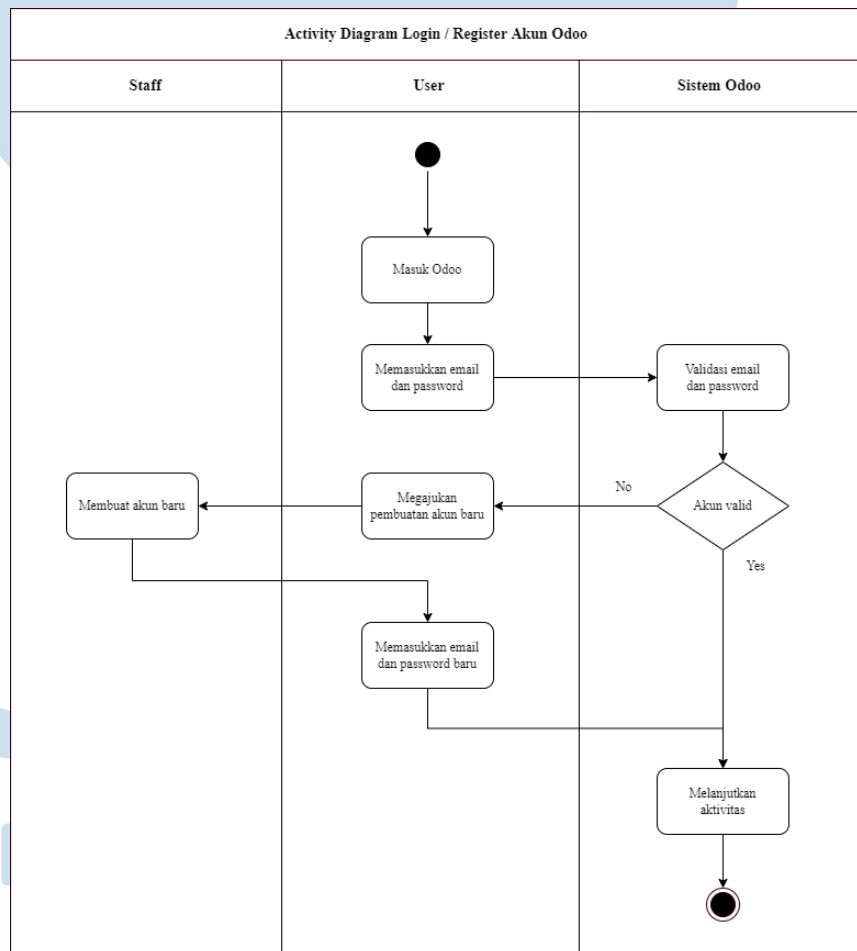 Activity Diagram Login / Register Akun Odoo
Staff
User
Sistem Odoo
Masuk Odoo
Memasukkan email
dan password
Validasi email
dan password
Membuat akun baru
Megajukan
pembuatan akun baru
No
Akun valid
Yes
Memasukkan email
dan password baru
Melanjutkan
aktivitas